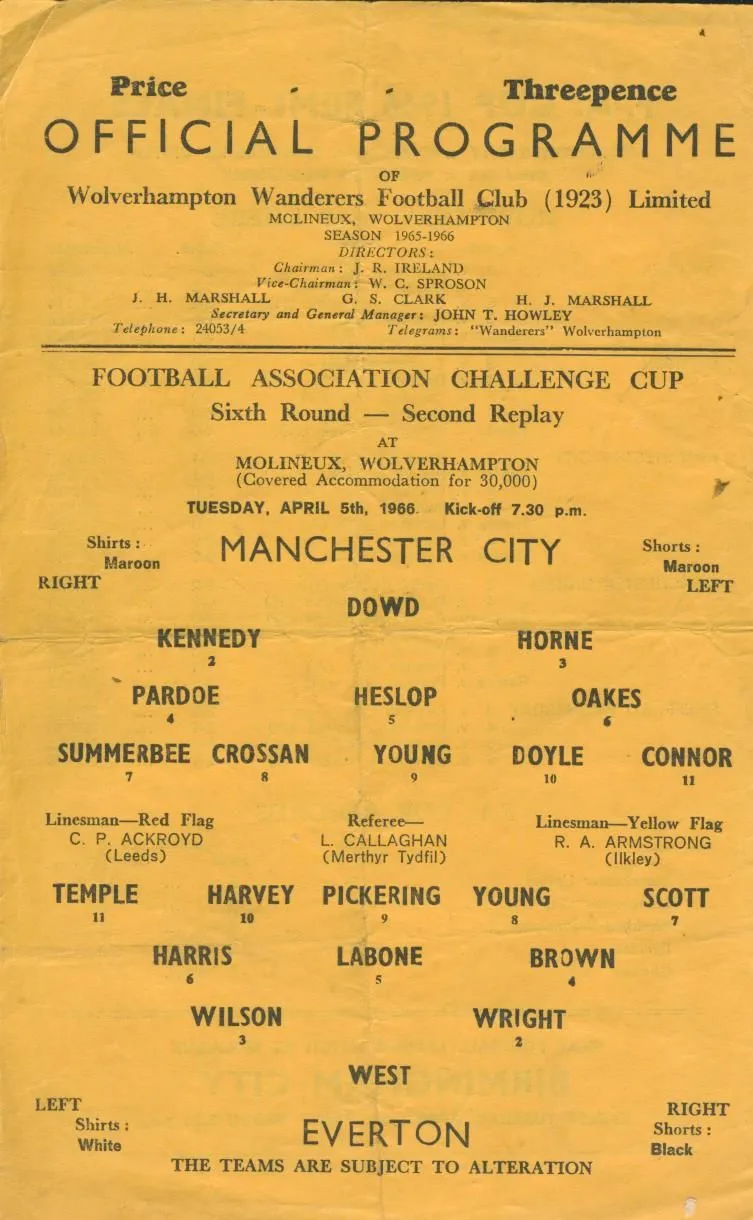 Price - - Threepence
OFFICIAL PROGRAMME
OF
Wolverhampton Wanderers Football Club (1923) Limited
MOLINEUX, WOLVERHAMPTON
SEASON 1965-1966
DIRECTORS:
Chairman: J. R. IRELAND
Vice-Chairman: W. C. SPROSON
J. H. MARSHALL G. S. CLARK H. J. MARSHALL
Secretary and General Manager: JOHN T. HOWLEY
Telephone: 24053/4 Telegrams: "Wanderers" Wolverhampton
FOOTBALL ASSOCIATION CHALLENGE CUP
Sixth Round — Second Replay
AT
MOLINEUX, WOLVERHAMPTON
(Covered Accommodation for 30,000)
TUESDAY, APRIL 5th, 1966. Kick-off 7.30 p.m.
Shirts: MANCHESTER CITY Shorts:
Maroon Maroon
RIGHT LEFT
DOWD
KENNEDY HORNE
2 3
PARDOE HESLOP OAKES
4 5 6
SUMMERBEE CROSSAN YOUNG DOYLE CONNOR
7 8 9 10 11
Linesman—Red Flag Referee— Linesman—Yellow Flag
C. P. ACKROYD L. CALLAGHAN R. A. ARMSTRONG
(Leeds) (Merthyr Tydfil) (Ilkley)
TEMPLE HARVEY PICKERING YOUNG SCOTT
11 10 9 8 7
HARRIS LABONE BROWN
6 5 4
WILSON WRIGHT
3 2
WEST
LEFT RIGHT
Shirts: EVERTON Shorts:
White Black
THE TEAMS ARE SUBJECT TO ALTERATION